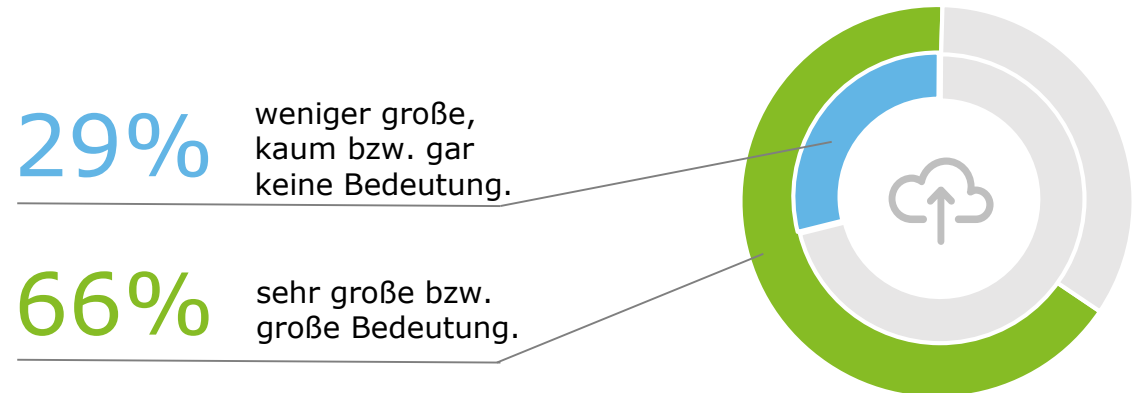 29%
weniger große,
kaum bzw. gar
keine Bedeutung.
66%
sehr große bzw.
große Bedeutung.